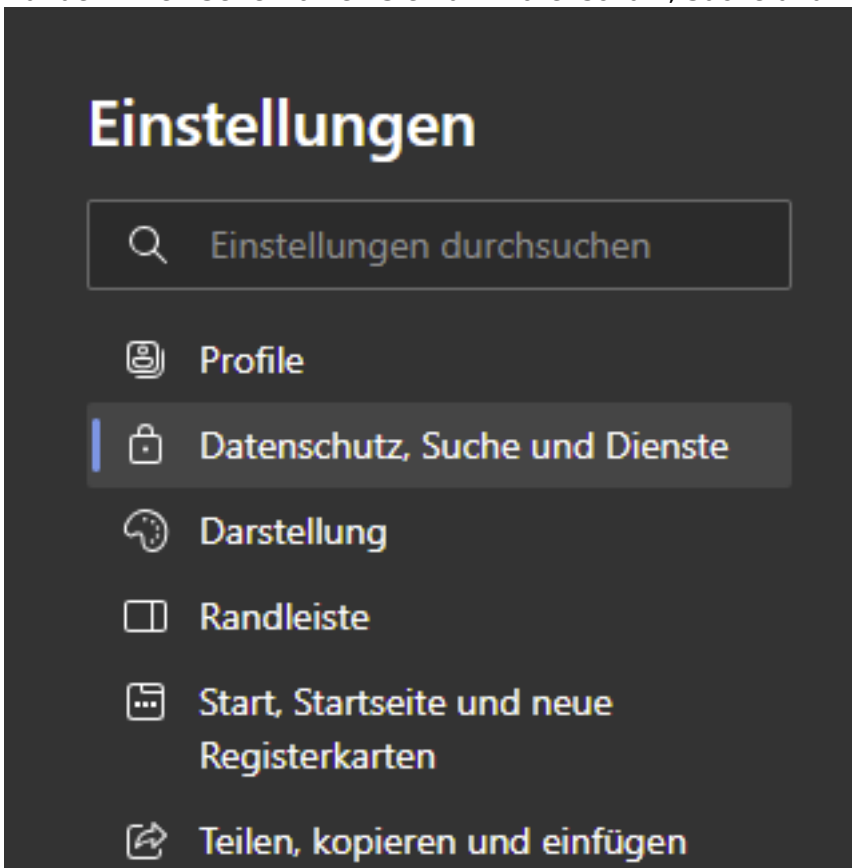 Einstellungen
Einstellungen durchsuchen
Profile
Datenschutz, Suche und Dienste
Darstellung
Randleiste
Start, Startseite und neue
Registerkarten
Teilen, kopieren und einfügen